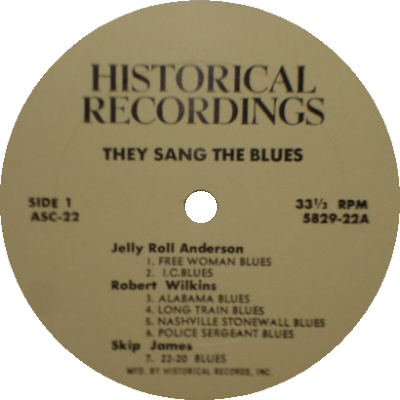 HISTORICAL
RECORDINGS
THEY SANG THE BLUES
SIDE 1
ASC-22
33⅓ RPM
5829-22A
Jelly Roll Anderson
1. FREE WOMAN BLUES
2. I.C.BLUES
Robert Wilkins
3. ALABAMA BLUES
4. LONG TRAIN BLUES
5. NASHVILLE STONEWALL BLUES
6. POLICE SERGEANT BLUES
Skip James
7. 22-20 BLUES
MFD. BY HISTORICAL RECORDS, INC.